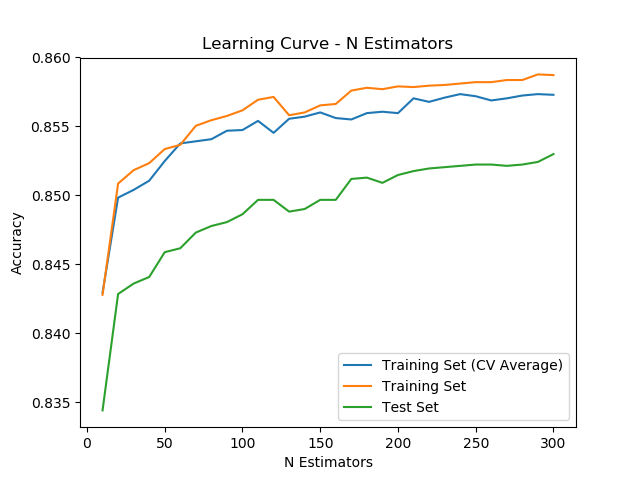 Learning Curve - N Estimators
0.860
0.855
0.850
0.845
0.840
0.835
Accuracy
Training Set (CV Average)
Training Set
Test Set
0
50
100
150
200
250
300
N Estimators